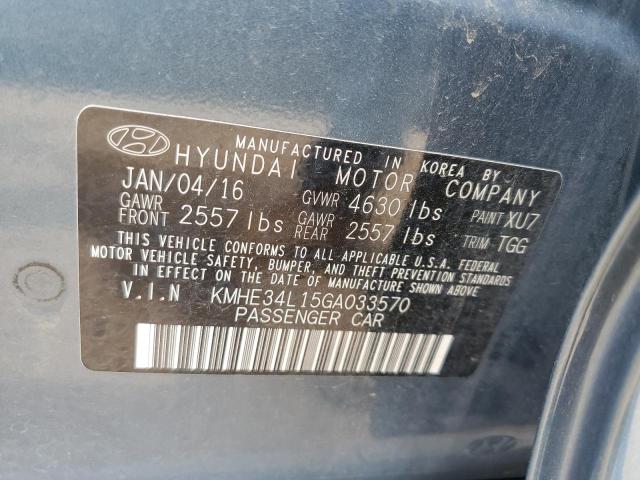 MANUFACTURED IN KOREA BY
HYUNDAI MOTOR COMPANY
JAN/04/16 GVWR 4630 lbs PAINT XU7
GAWR FRONT 2557 lbs GAWR REAR 2557 lbs TRIM TGG
THIS VEHICLE CONFORMS TO ALL APPLICABLE U.S.A. FEDERAL
MOTOR VEHICLE SAFETY, BUMPER, AND THEFT PREVENTION STANDARDS
IN EFFECT ON THE DATE OF MANUFACTURE SHOWN ABOVE.
V.I.N KMHE34L15GA033570
PASSENGER CAR